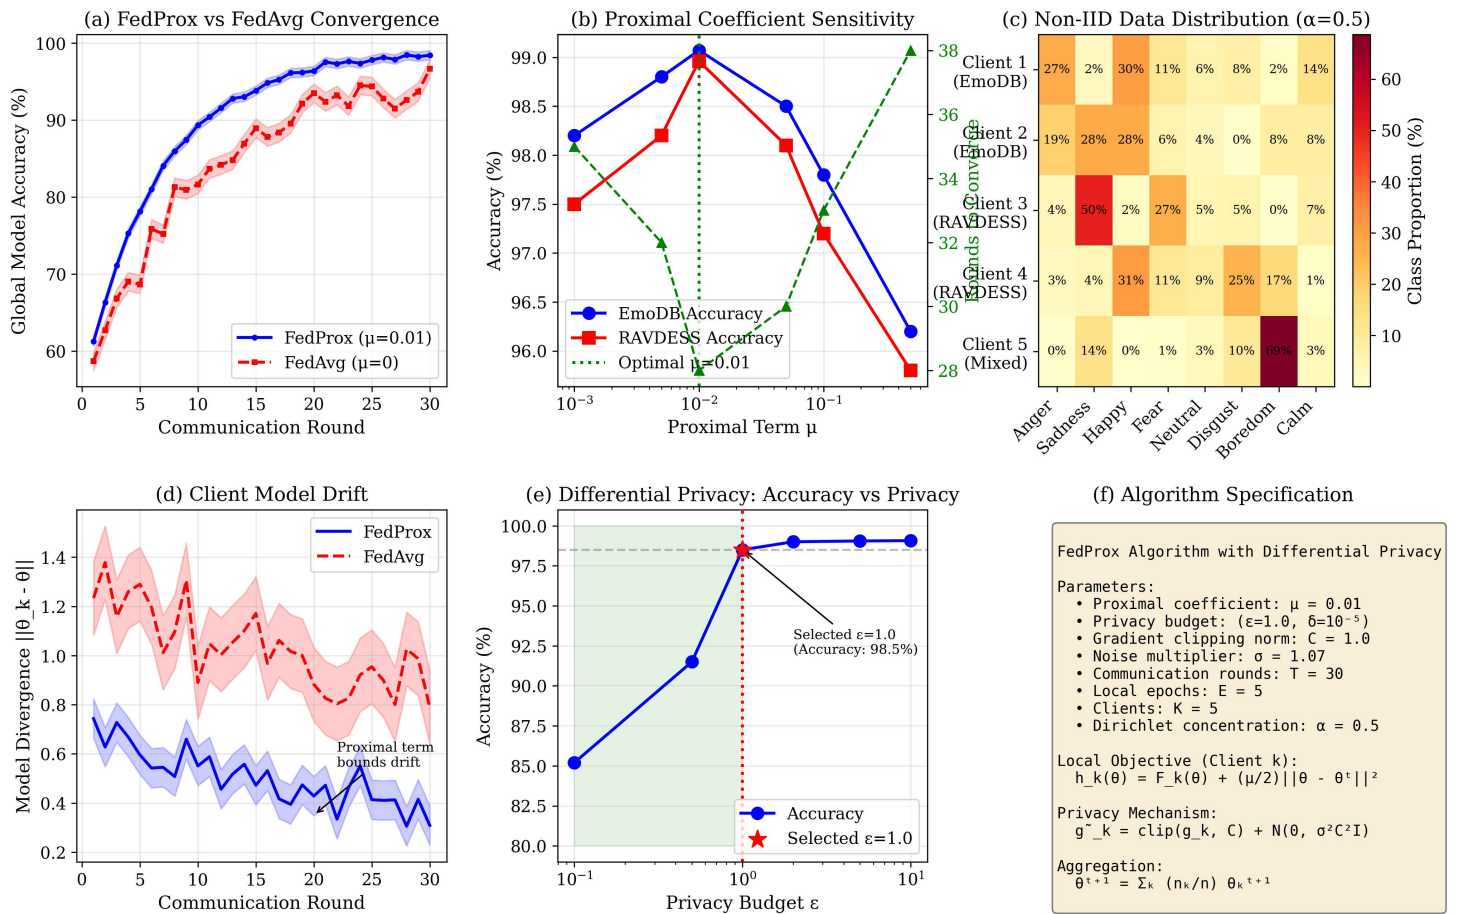 (a) FedProx vs FedAvg Convergence
Global Model Accuracy (%)
100
90
80
70
60
FedProx (μ=0.01)
FedAvg (μ=0)
0 5 10 15 20 25 30
Communication Round
(b) Proximal Coefficient Sensitivity
Accuracy (%)
99.0
98.5
98.0
97.5
97.0
96.5
96.0
EmoDB Accuracy
RAVDESS Accuracy
Optimal μ=0.01
10⁻³ 10⁻² 10⁻¹
Proximal Term μ
38
36
34
32
30
28
Rounds to Converge
(c) Non-IID Data Distribution (α=0.5)
Client 1
(EmoDB)
27% 2% 30% 11% 6% 8% 2% 14%
Client 2
(EmoDB)
19% 28% 28% 6% 4% 0% 8% 8%
Client 3
(RAVDESS)
4% 50% 2% 27% 5% 5% 0% 7%
Client 4
(RAVDESS)
3% 4% 31% 11% 9% 25% 17% 1%
Client 5
(Mixed)
0% 14% 0% 1% 3% 10% 69% 3%
Anger Sadness Happy Fear Neutral Disgust Boredom Calm
60
50
40
30
20
10
Class Proportion (%)
(d) Client Model Drift
Model Divergence ||θ_k - θ||
1.4
1.2
1.0
0.8
0.6
0.4
0.2
FedProx
FedAvg
Proximal term
bounds drift
0 5 10 15 20 25 30
Communication Round
(e) Differential Privacy: Accuracy vs Privacy
Accuracy (%)
100.0
97.5
95.0
92.5
90.0
87.5
85.0
82.5
80.0
Selected ε=1.0
(Accuracy: 98.5%)
Accuracy
Selected ε=1.0
10⁻¹ 10⁰ 10¹
Privacy Budget ε
(f) Algorithm Specification
FedProx Algorithm with Differential Privacy
Parameters:
• Proximal coefficient: μ = 0.01
• Privacy budget: (ε=1.0, δ=10⁻⁵)
• Gradient clipping norm: C = 1.0
• Noise multiplier: σ = 1.07
• Communication rounds: T = 30
• Local epochs: E = 5
• Clients: K = 5
• Dirichlet concentration: α = 0.5
Local Objective (Client k):
h_k(θ) = F_k(θ) + (μ/2)||θ - θᵗ||²
Privacy Mechanism:
g̃_k = clip(g_k, C) + N(0, σ²C²I)
Aggregation:
θᵗ⁺¹ = Σₖ (nₖ/n) θₖᵗ⁺¹